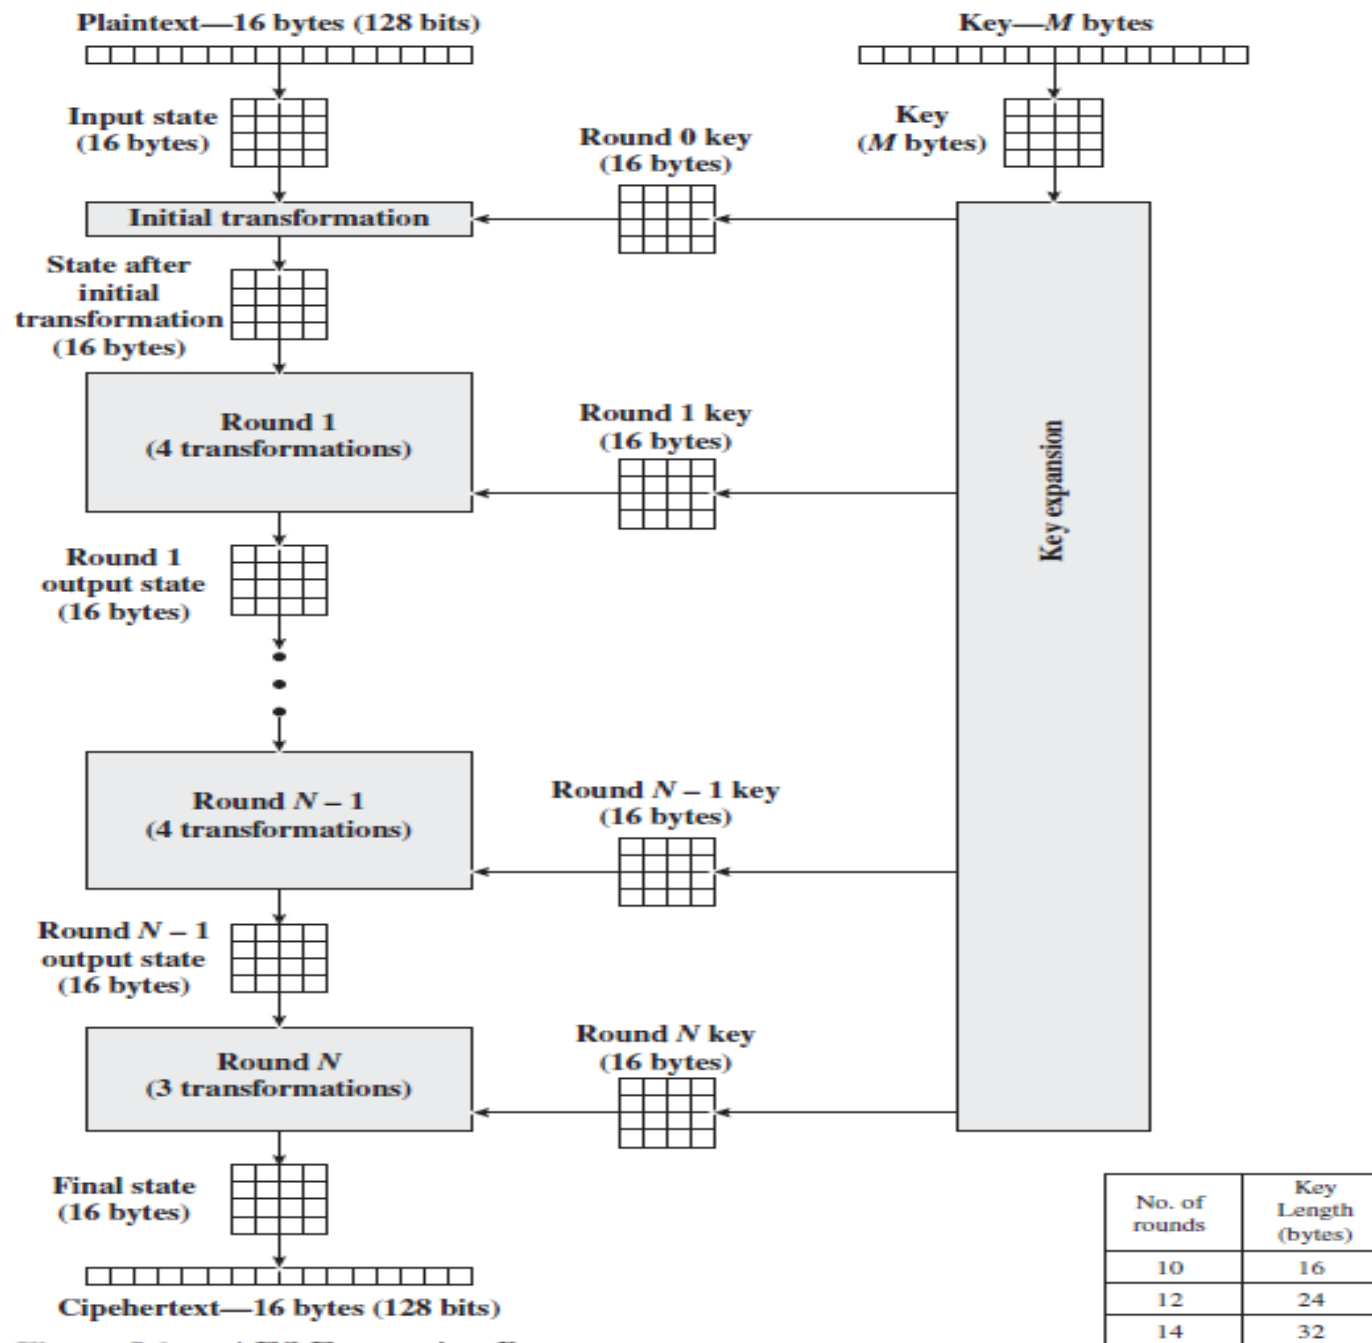 Plaintext—16 bytes (128 bits)
Key—M bytes
Input state
(16 bytes)
Key
(M bytes)
Round 0 key
(16 bytes)
Initial transformation
State after
initial
transformation
(16 bytes)
Round 1
(4 transformations)
Round 1 key
(16 bytes)
Key expansion
Round 1
output state
(16 bytes)
Round N – 1
(4 transformations)
Round N – 1 key
(16 bytes)
Round N – 1
output state
(16 bytes)
Round N
(3 transformations)
Round N key
(16 bytes)
Final state
(16 bytes)
Cipehertext—16 bytes (128 bits)
No. of
rounds
Key
Length
(bytes)
10 16
12 24
14 32